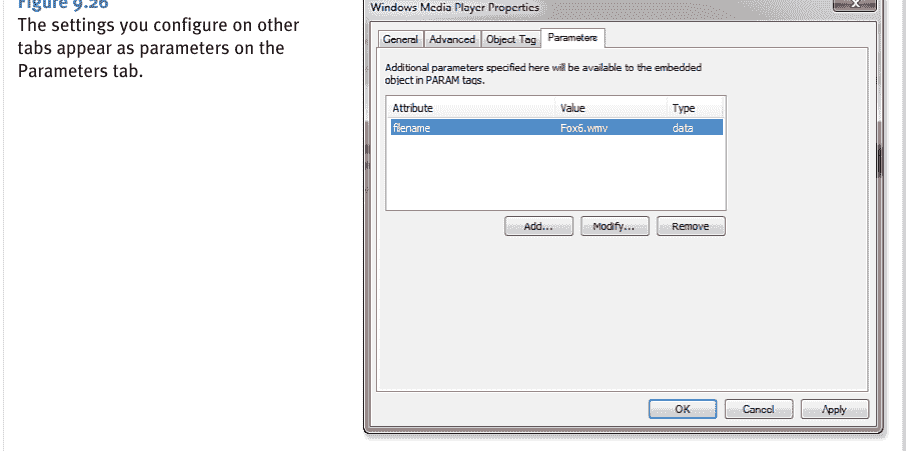 Figure 9.26
The settings you configure on other
tabs appear as parameters on the
Parameters tab.
Windows Media Player Properties
General Advanced Object Tag Parameters
Additional parameters specified here will be available to the embedded
object in PARAM tags.
Attribute Value Type
filename Fox6.wmv data
Add... Modify... Remove
OK Cancel Apply